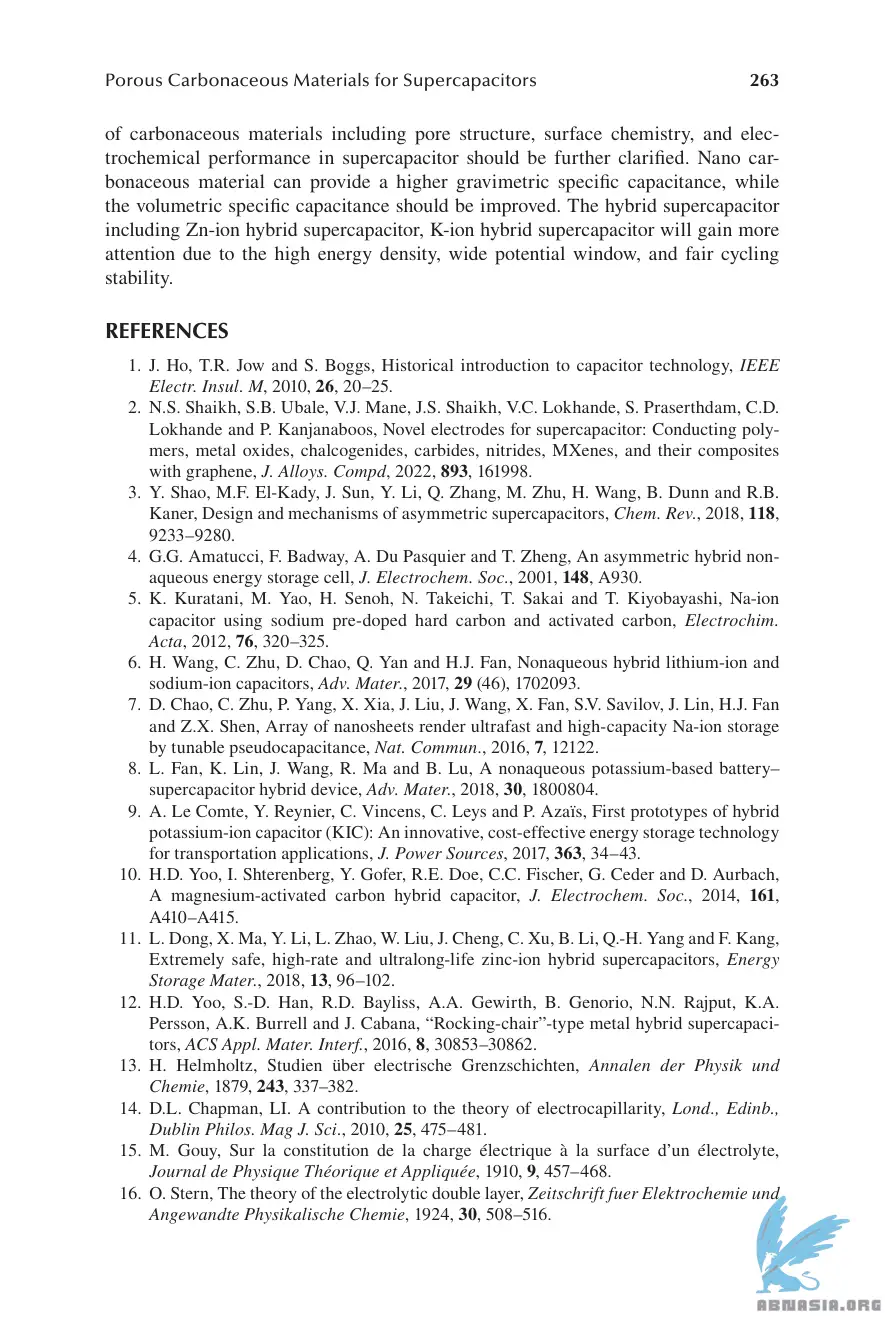 Porous Carbonaceous Materials for Supercapacitors 263
of carbonaceous materials including pore structure, surface chemistry, and elec-
trochemical performance in supercapacitor should be further clarified. Nano car-
bonaceous material can provide a higher gravimetric specific capacitance, while
the volumetric specific capacitance should be improved. The hybrid supercapacitor
including Zn-ion hybrid supercapacitor, K-ion hybrid supercapacitor will gain more
attention due to the high energy density, wide potential window, and fair cycling
stability.
REFERENCES
1. J. Ho, T.R. Jow and S. Boggs, Historical introduction to capacitor technology, IEEE
Electr. Insul. M, 2010, 26, 20–25.
2. N.S. Shaikh, S.B. Ubale, V.J. Mane, J.S. Shaikh, V.C. Lokhande, S. Praserthdam, C.D.
Lokhande and P. Kanjanaboos, Novel electrodes for supercapacitor: Conducting poly-
mers, metal oxides, chalcogenides, carbides, nitrides, MXenes, and their composites
with graphene, J. Alloys. Compd, 2022, 893, 161998.
3. Y. Shao, M.F. El-Kady, J. Sun, Y. Li, Q. Zhang, M. Zhu, H. Wang, B. Dunn and R.B.
Kaner, Design and mechanisms of asymmetric supercapacitors, Chem. Rev., 2018, 118,
9233–9280.
4. G.G. Amatucci, F. Badway, A. Du Pasquier and T. Zheng, An asymmetric hybrid non-
aqueous energy storage cell, J. Electrochem. Soc., 2001, 148, A930.
5. K. Kuratani, M. Yao, H. Senoh, N. Takeichi, T. Sakai and T. Kiyobayashi, Na-ion
capacitor using sodium pre-doped hard carbon and activated carbon, Electrochim.
Acta, 2012, 76, 320–325.
6. H. Wang, C. Zhu, D. Chao, Q. Yan and H.J. Fan, Nonaqueous hybrid lithium-ion and
sodium-ion capacitors, Adv. Mater., 2017, 29 (46), 1702093.
7. D. Chao, C. Zhu, P. Yang, X. Xia, J. Liu, J. Wang, X. Fan, S.V. Savilov, J. Lin, H.J. Fan
and Z.X. Shen, Array of nanosheets render ultrafast and high-capacity Na-ion storage
by tunable pseudocapacitance, Nat. Commun., 2016, 7, 12122.
8. L. Fan, K. Lin, J. Wang, R. Ma and B. Lu, A nonaqueous potassium-based battery–
supercapacitor hybrid device, Adv. Mater., 2018, 30, 1800804.
9. A. Le Comte, Y. Reynier, C. Vincens, C. Leys and P. Azaïs, First prototypes of hybrid
potassium-ion capacitor (KIC): An innovative, cost-effective energy storage technology
for transportation applications, J. Power Sources, 2017, 363, 34–43.
10. H.D. Yoo, I. Shterenberg, Y. Gofer, R.E. Doe, C.C. Fischer, G. Ceder and D. Aurbach,
A magnesium-activated carbon hybrid capacitor, J. Electrochem. Soc., 2014, 161,
A410–A415.
11. L. Dong, X. Ma, Y. Li, L. Zhao, W. Liu, J. Cheng, C. Xu, B. Li, Q.-H. Yang and F. Kang,
Extremely safe, high-rate and ultralong-life zinc-ion hybrid supercapacitors, Energy
Storage Mater., 2018, 13, 96–102.
12. H.D. Yoo, S.-D. Han, R.D. Bayliss, A.A. Gewirth, B. Genorio, N.N. Rajput, K.A.
Persson, A.K. Burrell and J. Cabana, “Rocking-chair”-type metal hybrid supercapaci-
tors, ACS Appl. Mater. Interf., 2016, 8, 30853–30862.
13. H. Helmholtz, Studien über electrische Grenzschichten, Annalen der Physik und
Chemie, 1879, 243, 337–382.
14. D.L. Chapman, LI. A contribution to the theory of electrocapillarity, Lond., Edinb.,
Dublin Philos. Mag J. Sci., 2010, 25, 475–481.
15. M. Gouy, Sur la constitution de la charge électrique à la surface d’un électrolyte,
Journal de Physique Théorique et Appliquée, 1910, 9, 457–468.
16. O. Stern, The theory of the electrolytic double layer, Zeitschrift fuer Elektrochemie und
Angewandte Physikalische Chemie, 1924, 30, 508–516.
ABNASIA.ORG